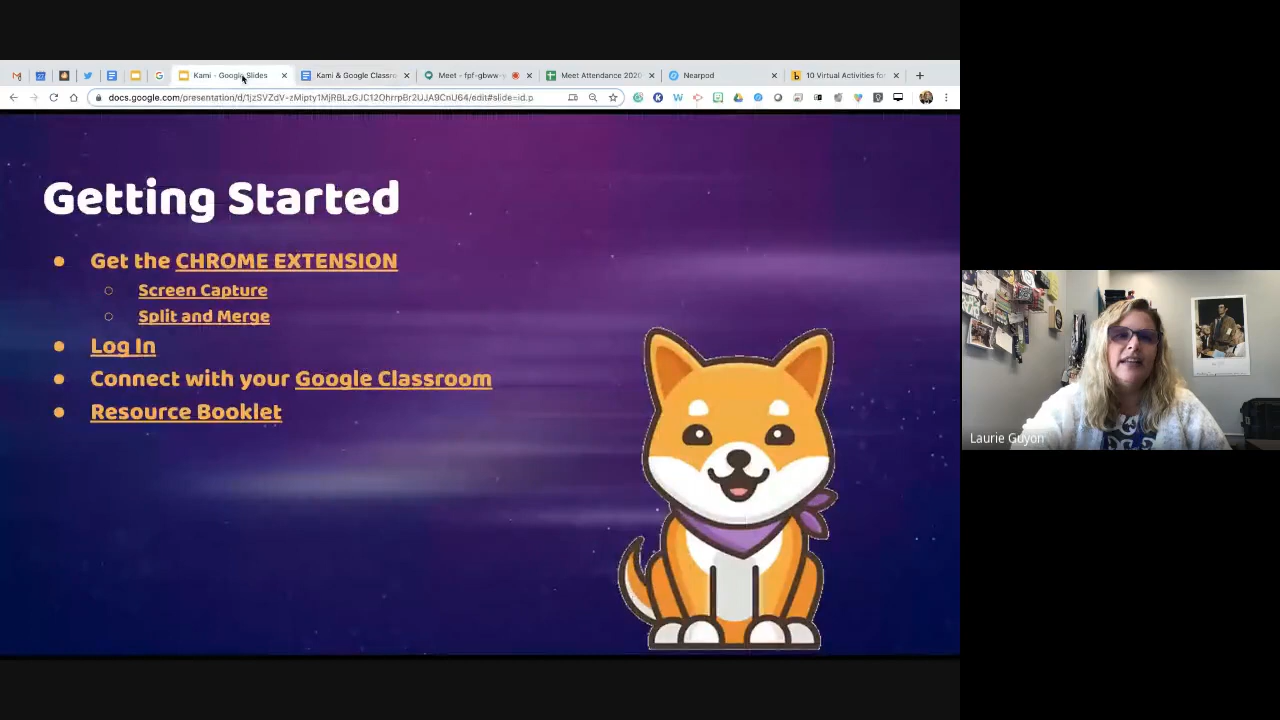 Kami - Google Slides
Kami & Google Classro
Meet - fpf-gbww-
Meet Attendance 2020
Nearpod
10 Virtual Activities for
docs.google.com/presentation/d/1jzSVZdV-zMipty1MjRBLzGJC12OhrrpBr2UJA9CnU64/edit#slide=id.p
Getting Started
● Get the CHROME EXTENSION
○ Screen Capture
○ Split and Merge
● Log In
● Connect with your Google Classroom
● Resource Booklet
Laurie Guyon